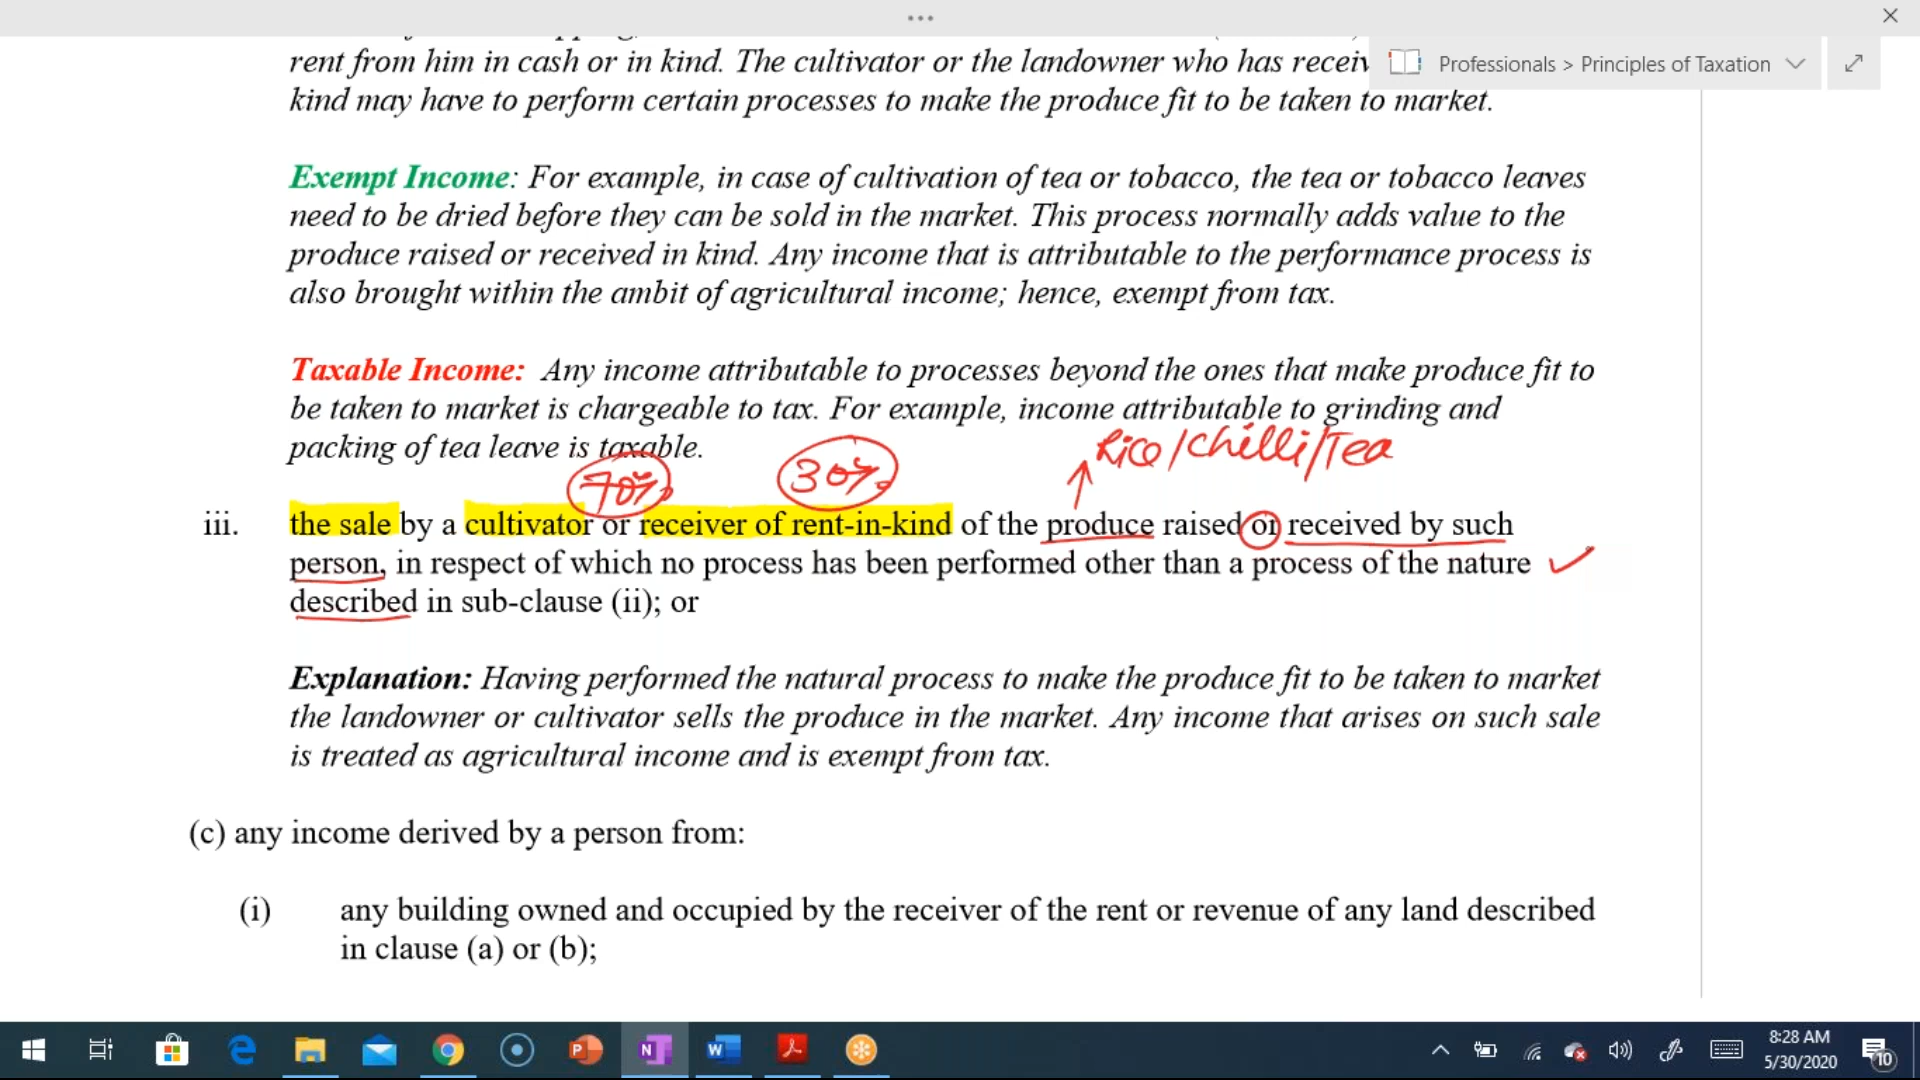 rent from him in cash or in kind. The cultivator or the landowner who has
Professionals > Principles of Taxation
kind may have to perform certain processes to make the produce fit to be taken to market.
Exempt Income: For example, in case of cultivation of tea or tobacco, the tea or tobacco leaves
need to be dried before they can be sold in the market. This process normally adds value to the
produce raised or received in kind. Any income that is attributable to the performance process is
also brought within the ambit of agricultural income; hence, exempt from tax.
Taxable Income: Any income attributable to processes beyond the ones that make produce fit to
be taken to market is chargeable to tax. For example, income attributable to grinding and
packing of tea leave is taxable.
Rice/Chilli/Tea
70% 30%
iii. the sale by a cultivator or receiver of rent-in-kind of the produce raised or received by such
person, in respect of which no process has been performed other than a process of the nature
described in sub-clause (ii); or
Explanation: Having performed the natural process to make the produce fit to be taken to market
the landowner or cultivator sells the produce in the market. Any income that arises on such sale
is treated as agricultural income and is exempt from tax.
(c) any income derived by a person from:
(i) any building owned and occupied by the receiver of the rent or revenue of any land described
in clause (a) or (b);
8:28 AM
5/30/2020
10